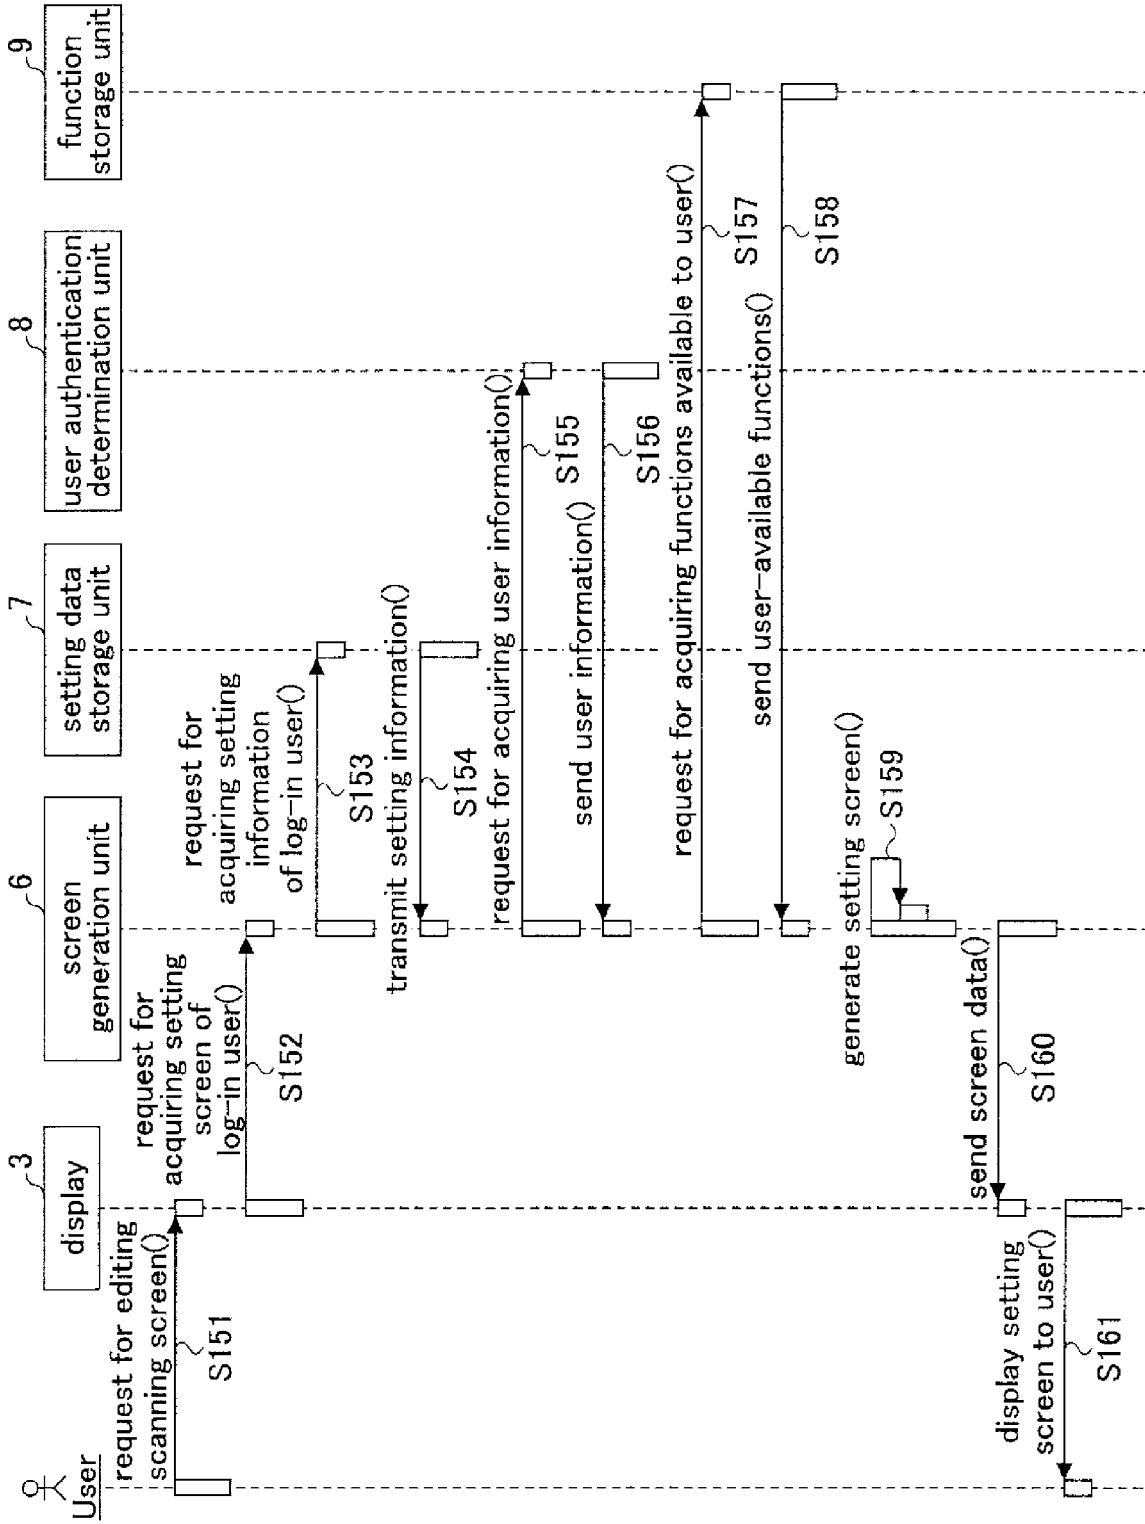 User
3
display
6
screen
generation unit
7
setting data
storage unit
8
user authentication
determination unit
9
function
storage unit
request for editing
scanning screen()
S151
request for
acquiring setting
screen of
log-in user()
S152
request for
acquiring setting
information
of log-in user()
S153
transmit setting information()
S154
request for acquiring user information()
S155
send user information()
S156
request for acquiring functions available to user()
S157
send user-available functions()
S158
generate setting screen()
S159
send screen data()
S160
display setting
screen to user()
S161